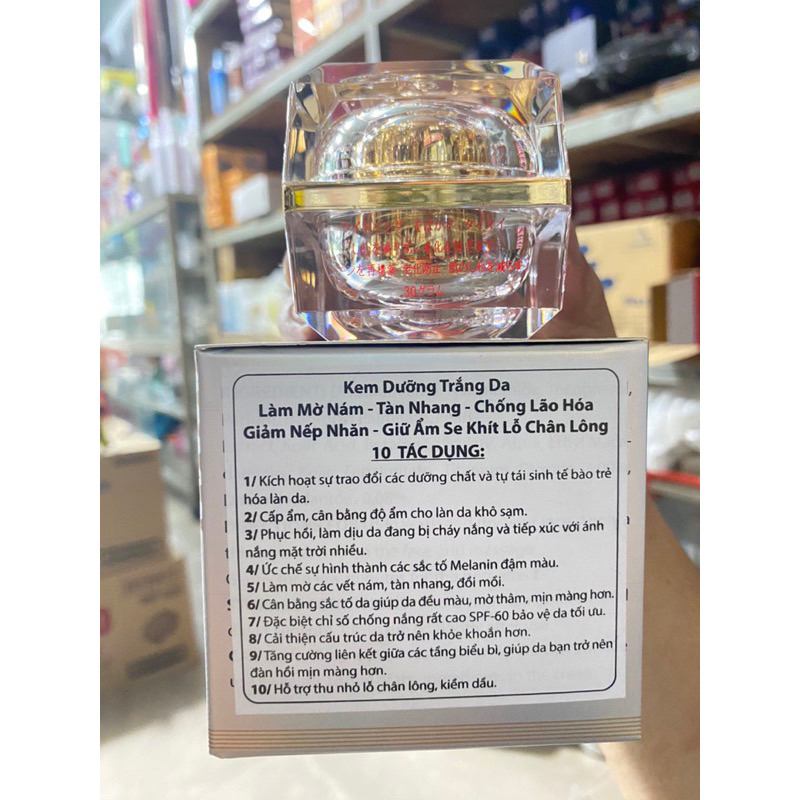 30グラム
Kem Dưỡng Trắng Da
Làm Mờ Nám - Tàn Nhang - Chống Lão Hóa
Giảm Nếp Nhăn - Giữ Ẩm Se Khít Lỗ Chân Lông
10 TÁC DỤNG:
1/ Kích hoạt sự trao đổi các dưỡng chất và tự tái sinh tế bào trẻ
hóa làn da.
2/ Cấp ẩm, cân bằng độ ẩm cho làn da khô sạm.
3/ Phục hồi, làm dịu da đang bị cháy nắng và tiếp xúc với ánh
nắng mặt trời nhiều.
4/ Ức chế sự hình thành các sắc tố Melanin đậm màu.
5/ Làm mờ các vết nám, tàn nhang, đồi mồi.
6/ Cân bằng sắc tố da giúp da đều màu, mờ thâm, mịn màng hơn.
7/ Đặc biệt chỉ số chống nắng rất cao SPF-60 bảo vệ da tối ưu.
8/ Cải thiện cấu trúc da trở nên khỏe khoắn hơn.
9/ Tăng cường liên kết giữa các tầng biểu bì, giúp da bạn trở nên
đàn hồi mịn màng hơn.
10/ Hỗ trợ thu nhỏ lỗ chân lông, kiềm dầu.